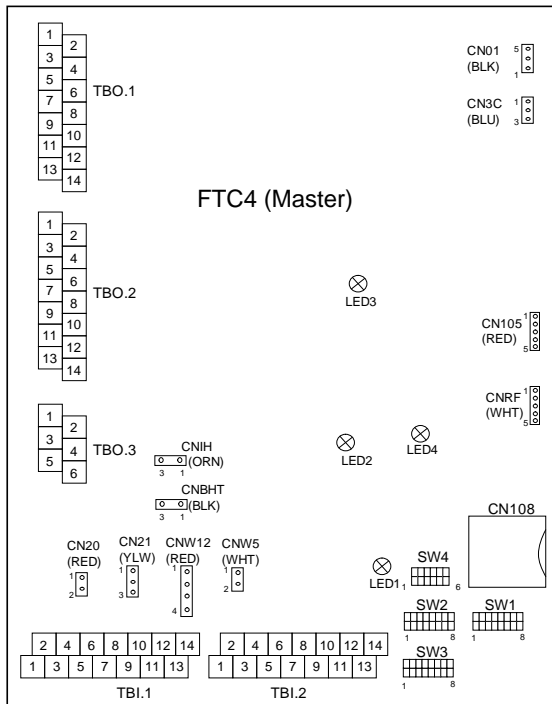 1
2
3
4
5
6
7
8
9
10
11
12
13
14
TBO.1
CN01
(BLK)
5
1
CN3C
(BLU)
1
3
FTC4 (Master)
1
2
3
4
5
6
7
8
9
10
11
12
13
14
TBO.2
LED3
CN105
(RED)
1
5
CNRF
(WHT)
1
5
1
2
3
4
5
6
TBO.3
CNIH
(ORN)
3 1
CNBHT
(BLK)
3 1
LED2
LED4
CN108
CN20
(RED)
1
2
CN21
(YLW)
1
3
CNW12
(RED)
1
4
CNW5
(WHT)
1
2
LED1
SW4
1 6
SW2
1 8
SW1
1 8
SW3
1 8
2 4 6 8 10 12 14
1 3 5 7 9 11 13
TBI.1
2 4 6 8 10 12 14
1 3 5 7 9 11 13
TBI.2